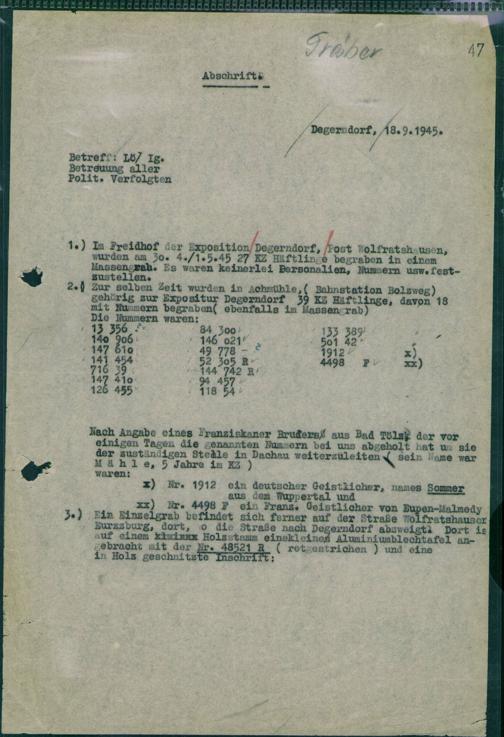 Gräber
47
Abschrift.
Degerndorf, 18.9.1945.
Betreff: Lö/ Ig.
Betreuung aller
Polit. Verfolgten
1.) Im Freidhof der Exposition Degerndorf, Post Wolfratshausen,
wurden am 30. 4./1.5.45 27 KZ Häftlinge begraben in einem
Massengrab. Es waren keinerlei Personalien, Nummern usw.fest-
zustellen.
2.) Zur selben Zeit wurden in Achmühle,( Bahnstation Bolzweg)
gehörig zur Expositur Degerndorf 39 KZ Häftlinge, davon 18
mit Nummern begraben( ebenfalls im Massengrab)
Die Nummern waren:
13 356 84 300 133 389
140 906 146 021 501 42
147 610 49 778 - 1912 x)
141 454 52 305 R 4498 F xx)
716 39 144 742 R
147 410 94 457
126 455 118 54
Nach Angabe eines Franziskaner Bruders aus Bad Tölz, der vor
einigen Tagen die genannten Nummern bei uns abgeholt hat um sie
der zuständigen Stelle in Dachau weiterzuleiten ( sein Name war
M ä h l e, 5 Jahre im KZ )
waren:
x) Nr. 1912 ein deutscher Geistlicher, names Sommer
aus dem Wuppertal und
xx) Nr. 4498 F ein Franz. Geistlicher von Eupen-Malmedy
3.) Ein Einzelgrab befindet sich ferner auf der Straße Wolfratshausen
Eurzsburg, dort, o die Straße nach Degerndorf abzweigt. Dort is
auf einem Holzstamm einekleine Aluminiumblechtafel an-
gebracht mit der Nr. 48521 R ( rotgestrichen ) und eine
in Holz geschnitzte Inschrift: